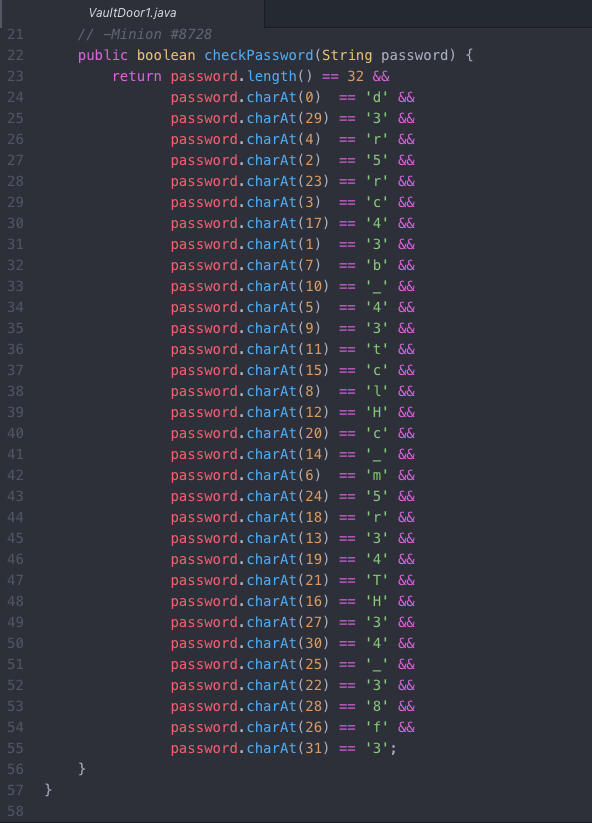 VaultDoor1.java
21 // -Minion #8728
22 public boolean checkPassword(String password) {
23 return password.length() == 32 &&
24 password.charAt(0) == 'd' &&
25 password.charAt(29) == '3' &&
26 password.charAt(4) == 'r' &&
27 password.charAt(2) == '5' &&
28 password.charAt(23) == 'r' &&
29 password.charAt(3) == 'c' &&
30 password.charAt(17) == '4' &&
31 password.charAt(1) == '3' &&
32 password.charAt(7) == 'b' &&
33 password.charAt(10) == '_' &&
34 password.charAt(5) == '4' &&
35 password.charAt(9) == '3' &&
36 password.charAt(11) == 't' &&
37 password.charAt(15) == 'c' &&
38 password.charAt(8) == 'l' &&
39 password.charAt(12) == 'H' &&
40 password.charAt(20) == 'c' &&
41 password.charAt(14) == '_' &&
42 password.charAt(6) == 'm' &&
43 password.charAt(24) == '5' &&
44 password.charAt(18) == 'r' &&
45 password.charAt(13) == '3' &&
46 password.charAt(19) == '4' &&
47 password.charAt(21) == 'T' &&
48 password.charAt(16) == 'H' &&
49 password.charAt(27) == '3' &&
50 password.charAt(30) == '4' &&
51 password.charAt(25) == '_' &&
52 password.charAt(22) == '3' &&
53 password.charAt(28) == '8' &&
54 password.charAt(26) == 'f' &&
55 password.charAt(31) == '3';
56 }
57 }
58